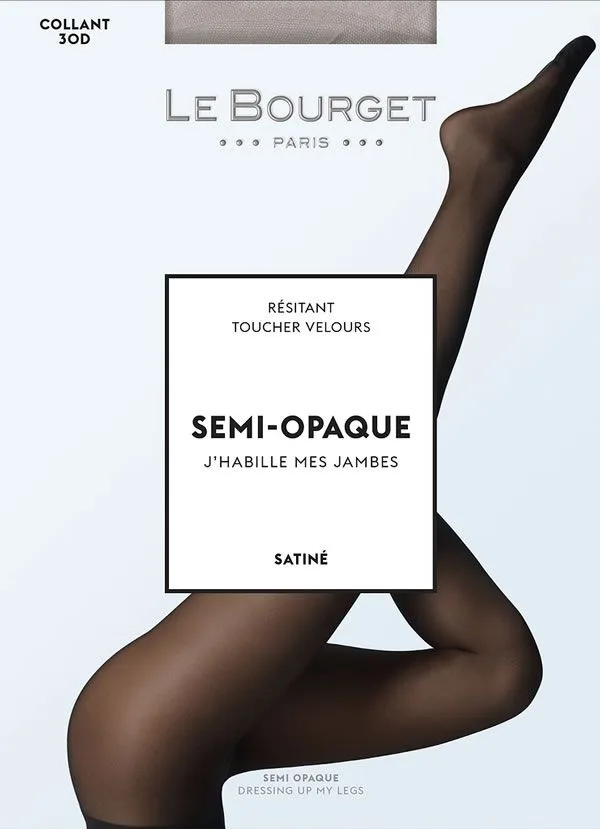 COLLANT
30D
LE BOURGET
PARIS
RÉSITANT
TOUCHER VELOURS
SEMI-OPAQUE
J'HABILLE MES JAMBES
SATINÉ
SEMI OPAQUE
DRESSING UP MY LEGS